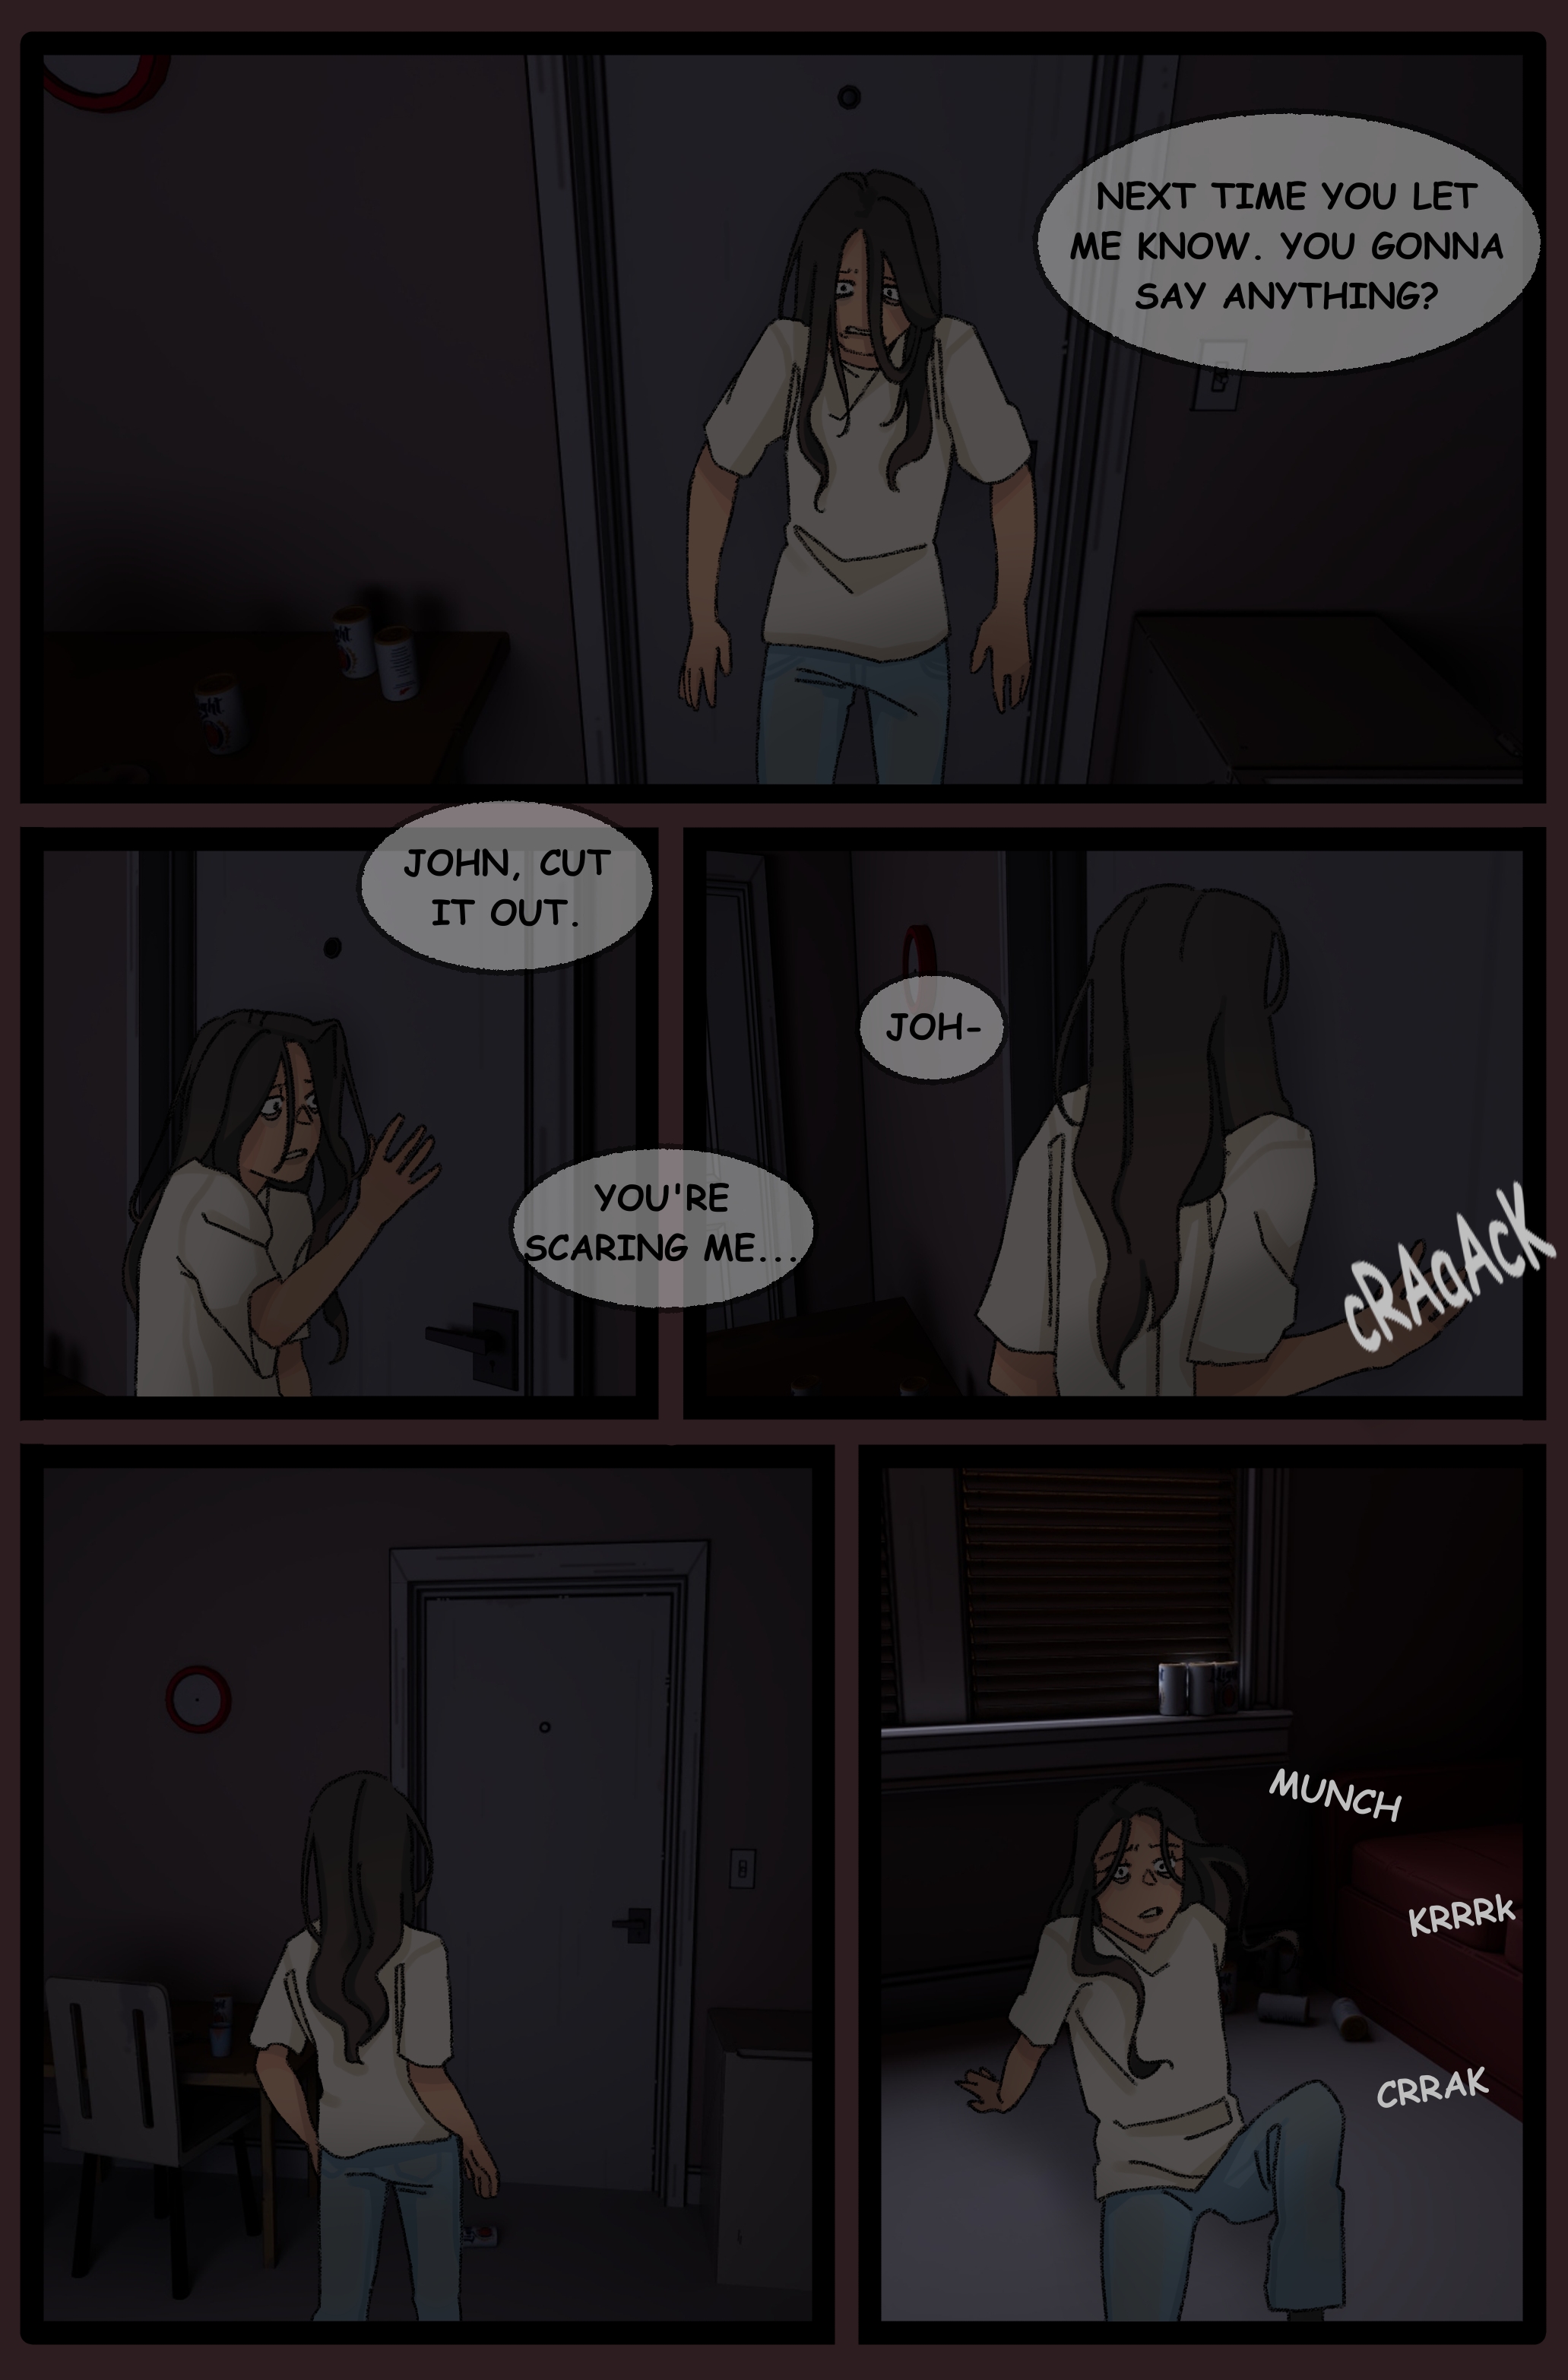 NEXT TIME YOU LET
ME KNOW. YOU GONNA
SAY ANYTHING?
JOHN, CUT
IT OUT.
JOH-
YOU'RE
SCARING ME...
cRAaAcK
MUNCH
KRRRk
CRRAK